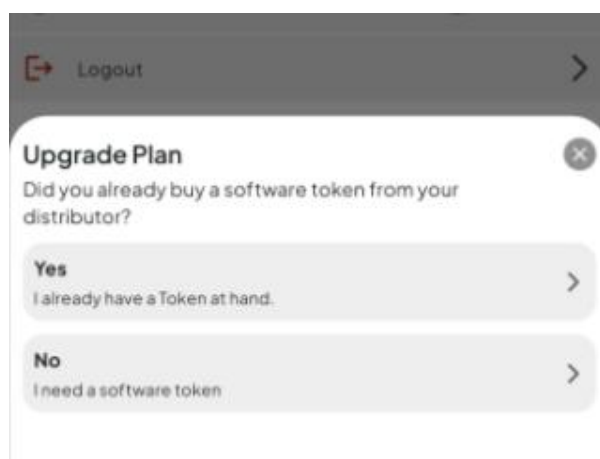 Logout
Upgrade Plan
Did you already buy a software token from your
distributor?
Yes
I already have a Token at hand.
No
I need a software token